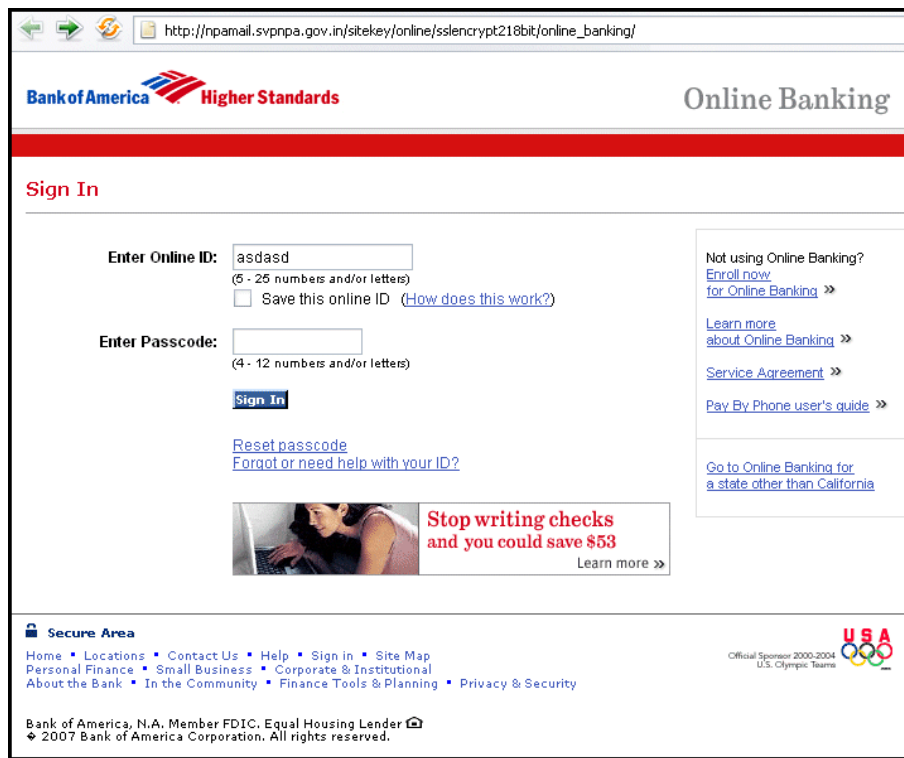 http://npamail.svpnpa.gov.in/sitekey/online/sslencrypt218bit/online_banking/
Bank of America Higher Standards
Online Banking
Sign In
Enter Online ID: asdasd
(5 - 25 numbers and/or letters)
Save this online ID (How does this work?)
Enter Passcode:
(4 - 12 numbers and/or letters)
Sign In
Reset passcode
Forgot or need help with your ID?
Not using Online Banking?
Enroll now
for Online Banking »
Learn more
about Online Banking »
Service Agreement »
Pay By Phone user's guide »
Go to Online Banking for
a state other than California
Stop writing checks
and you could save $53
Learn more »
Secure Area
Home ▪ Locations ▪ Contact Us ▪ Help ▪ Sign in ▪ Site Map
Personal Finance ▪ Small Business ▪ Corporate & Institutional
About the Bank ▪ In the Community ▪ Finance Tools & Planning ▪ Privacy & Security
Official Sponsor 2000-2004
U.S. Olympic Teams
USA
Bank of America, N.A. Member FDIC. Equal Housing Lender
� 2007 Bank of America Corporation. All rights reserved.